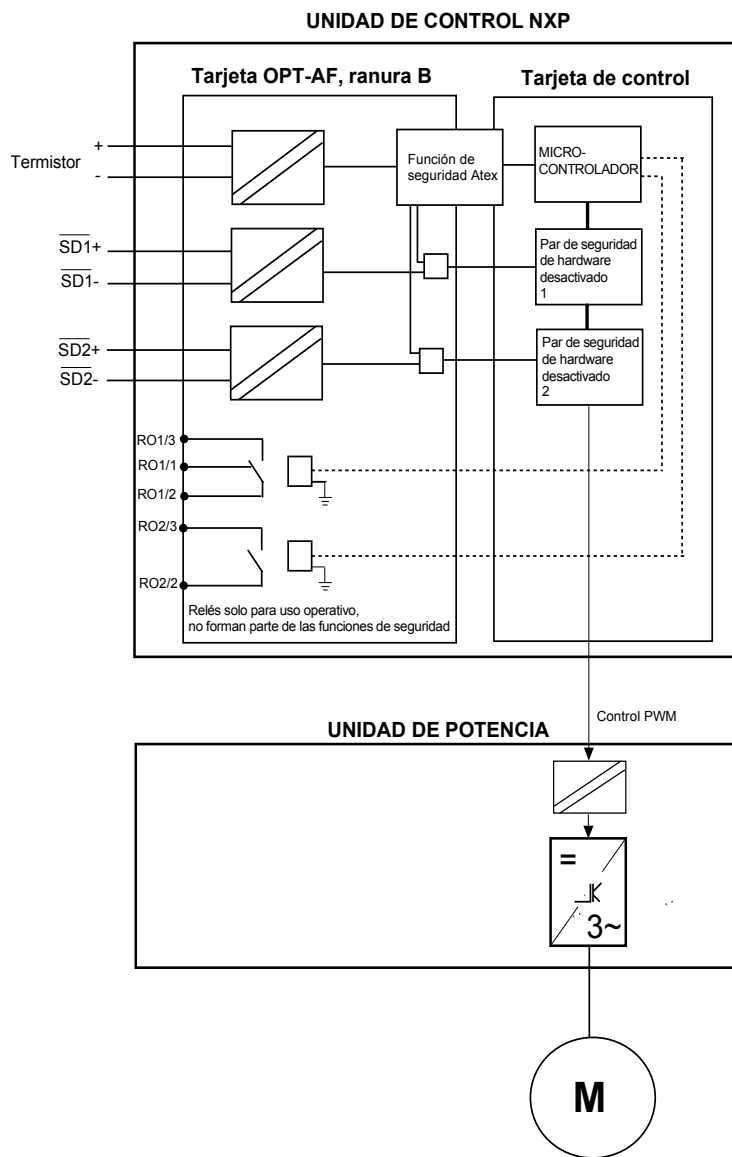 UNIDAD DE CONTROL NXP
Tarjeta OPT-AF, ranura B
Tarjeta de control
Termistor
+
-
Función de
seguridad Atex
MICRO-
CONTROLADOR
SD1+
SD1-
Par de seguridad
de hardware
desactivado
1
SD2+
SD2-
Par de seguridad
de hardware
desactivado
2
RO1/3
RO1/1
RO1/2
RO2/3
RO2/2
Relés solo para uso operativo,
no forman parte de las funciones de seguridad
Control PWM
UNIDAD DE POTENCIA
=
3~
M